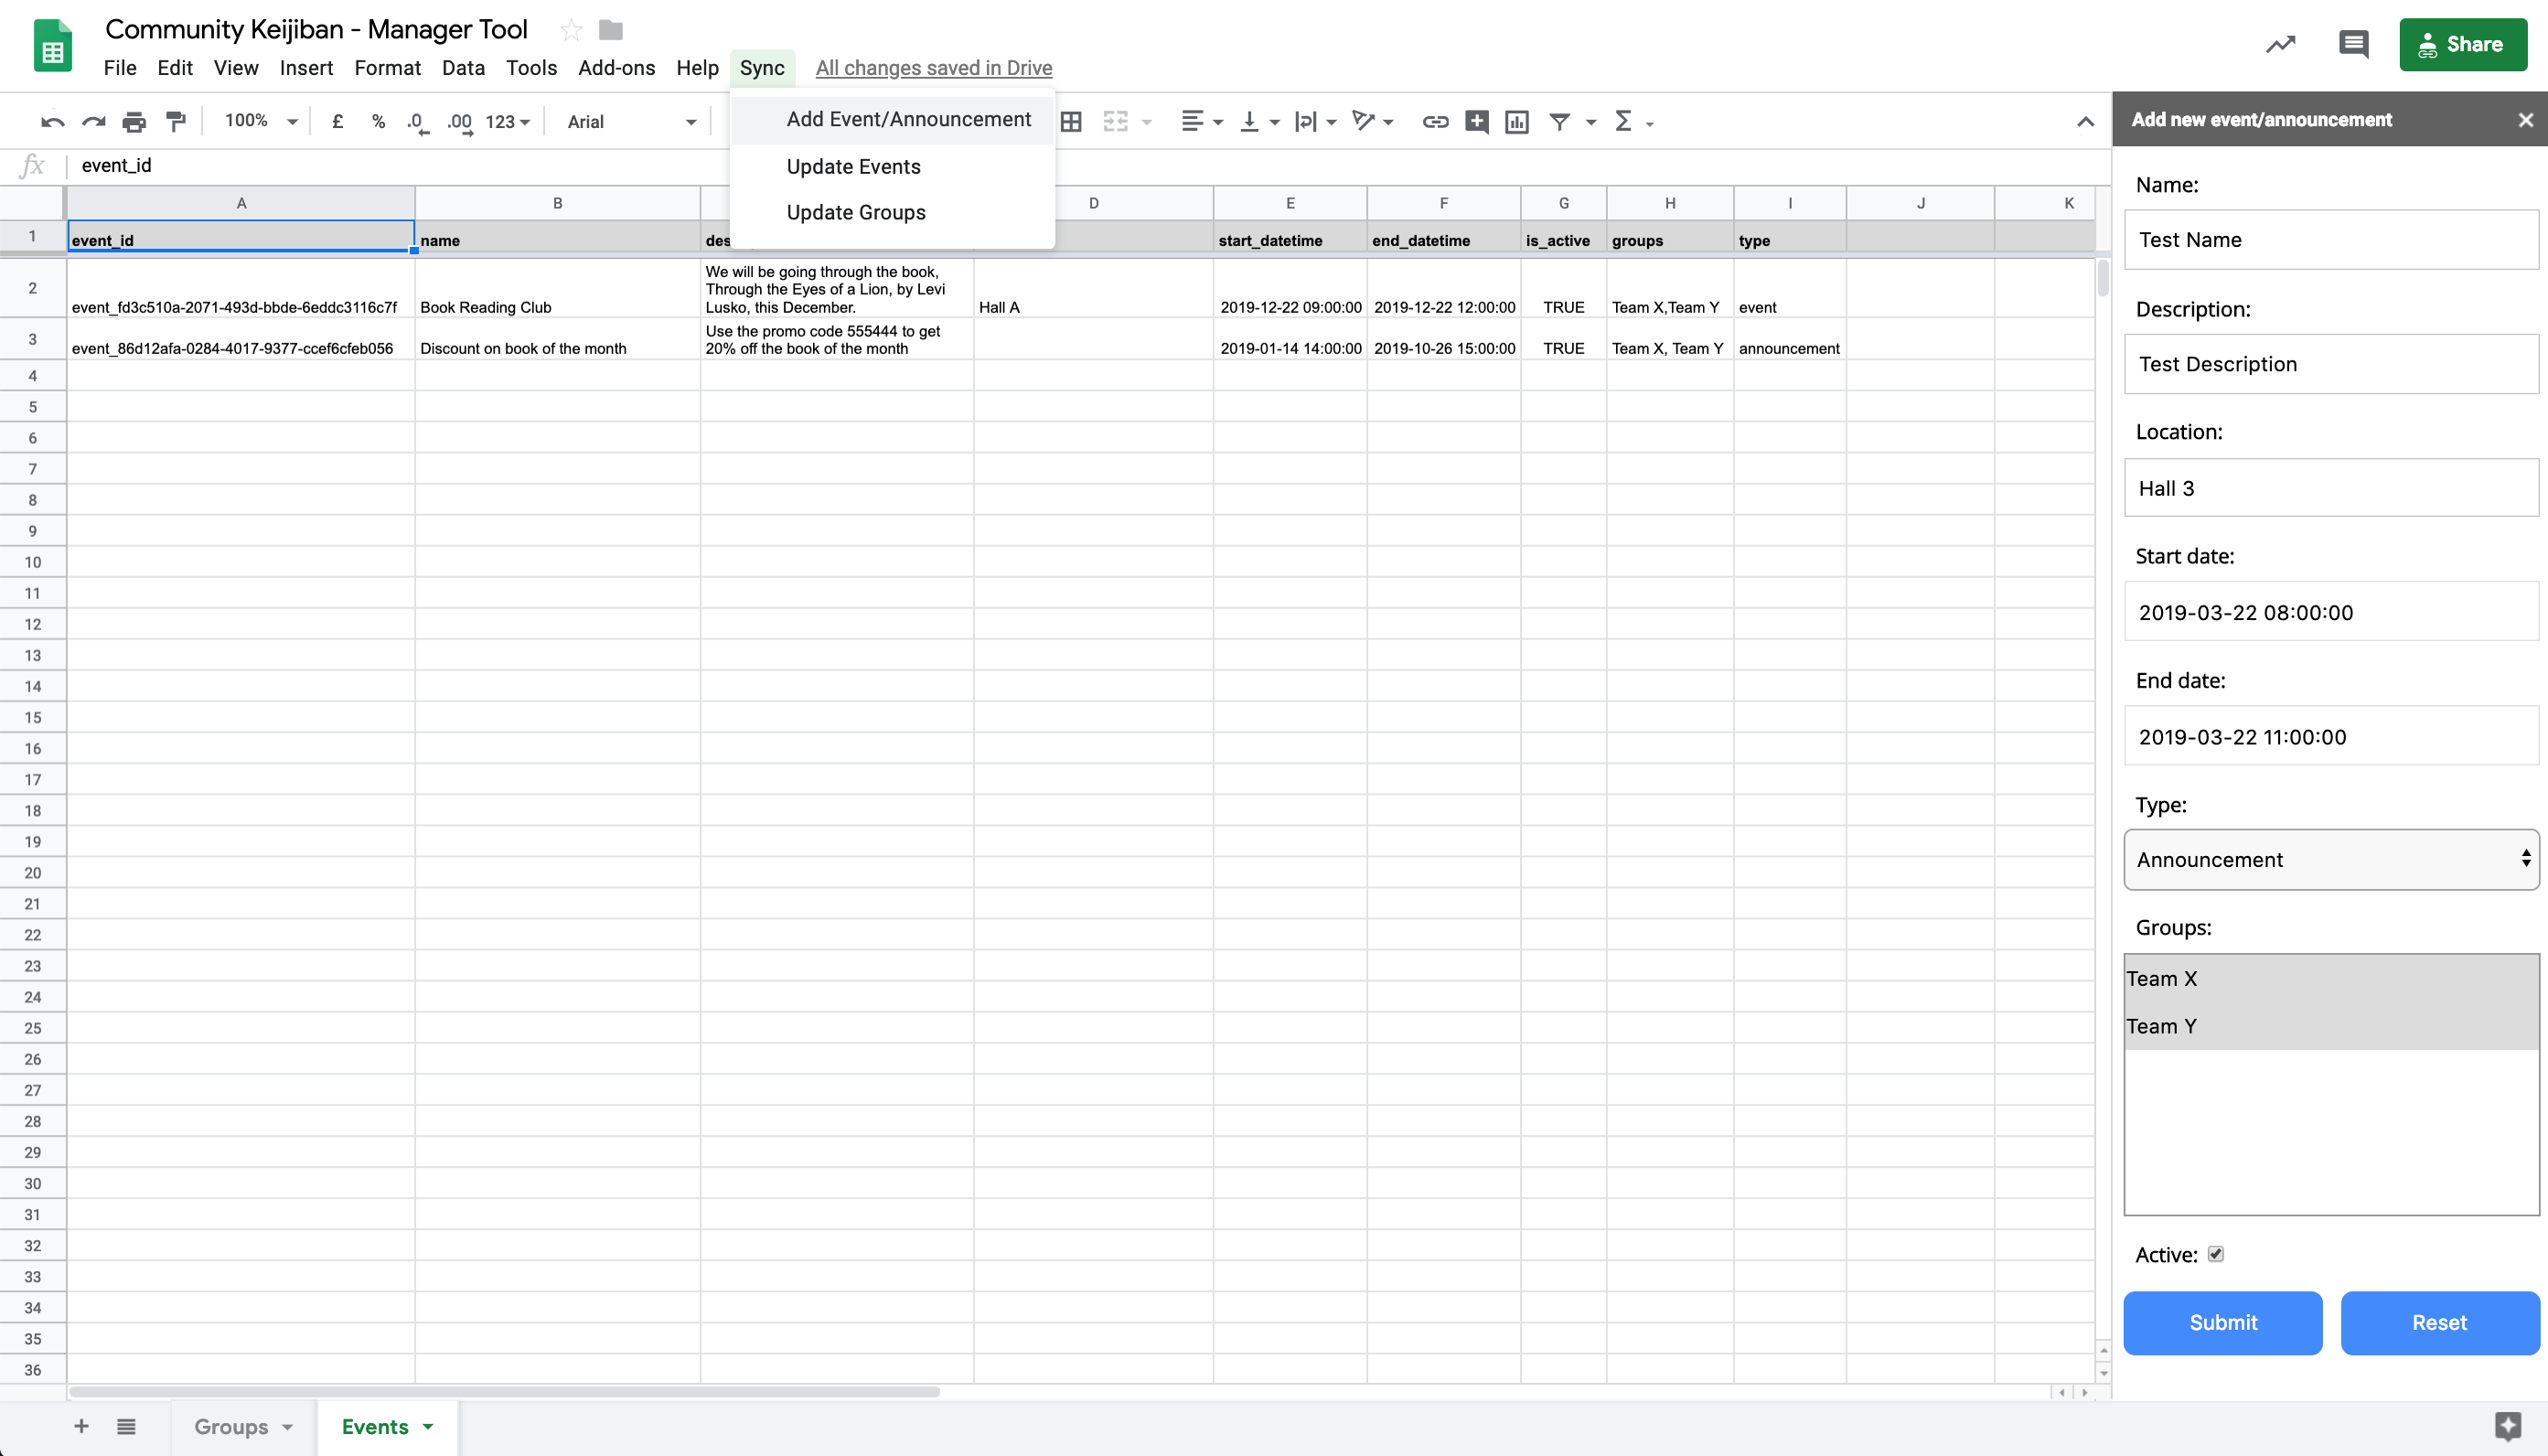 Community Keijiban - Manager Tool
File Edit View Insert Format Data Tools Add-ons Help Sync All changes saved in Drive
Share
100% £ % .0 .00 123 Arial
Add Event/Announcement
Update Events
Update Groups
fx event_id
A B D E F G H I J K
1 event_id name des start_datetime end_datetime is_active groups type
We will be going through the book,
Through the Eyes of a Lion, by Levi
2 event_fd3c510a-2071-493d-bbde-6eddc3116c7f Book Reading Club Lusko, this December. Hall A 2019-12-22 09:00:00 2019-12-22 12:00:00 TRUE Team X,Team Y event
Use the promo code 555444 to get
3 event_86d12afa-0284-4017-9377-ccef6cfeb056 Discount on book of the month 20% off the book of the month 2019-01-14 14:00:00 2019-10-26 15:00:00 TRUE Team X, Team Y announcement
4
5
6
7
8
9
10
11
12
13
14
15
16
17
18
19
20
21
22
23
24
25
26
27
28
29
30
31
32
33
34
35
36
Groups Events
Add new event/announcement
Name:
Test Name
Description:
Test Description
Location:
Hall 3
Start date:
2019-03-22 08:00:00
End date:
2019-03-22 11:00:00
Type:
Announcement
Groups:
Team X
Team Y
Active:
Submit Reset